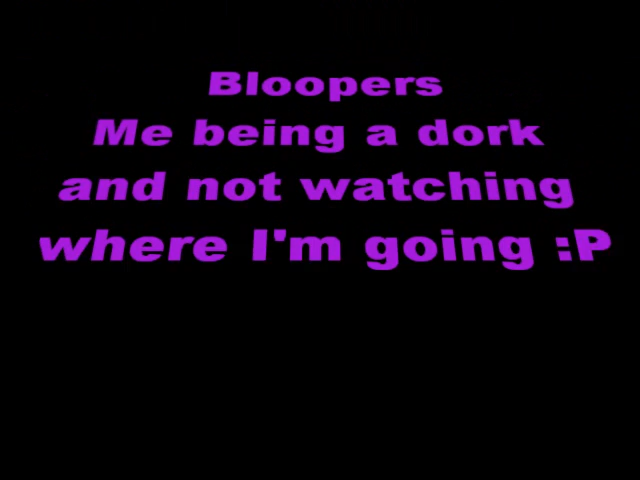 Bloopers
Me being a dork
and not watching
where I'm going :P